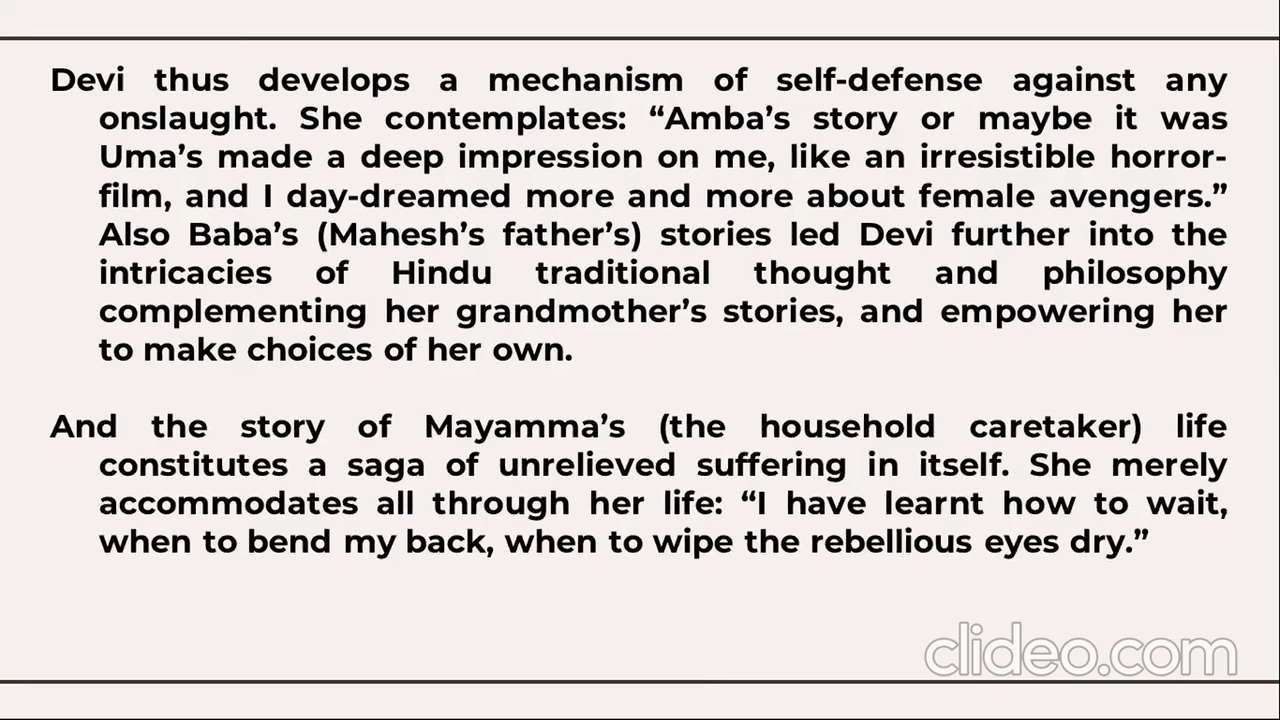 Devi thus develops a mechanism of self-defense against any
onslaught. She contemplates: “Amba’s story or maybe it was
Uma’s made a deep impression on me, like an irresistible horror-
film, and I day-dreamed more and more about female avengers.”
Also Baba’s (Mahesh’s father’s) stories led Devi further into the
intricacies of Hindu traditional thought and philosophy
complementing her grandmother’s stories, and empowering her
to make choices of her own.
And the story of Mayamma’s (the household caretaker) life
constitutes a saga of unrelieved suffering in itself. She merely
accommodates all through her life: “I have learnt how to wait,
when to bend my back, when to wipe the rebellious eyes dry.”
clideo.com